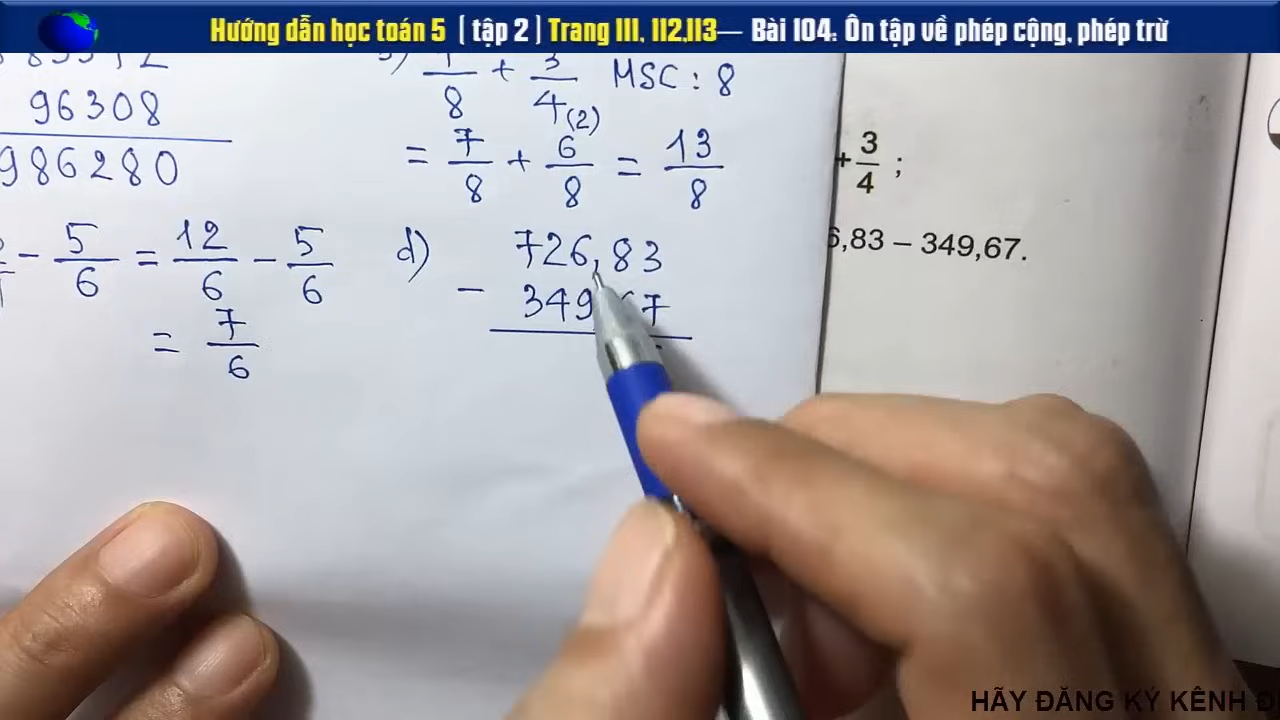 Hướng dẫn học toán 5 ( tập 2 ) Trang 111, 112,113— Bài 104: Ôn tập về phép cộng, phép trừ
96308
986280
+ 3/4 MSC : 8
8 (2)
= 7/8 + 6/8 = 13/8
+ 3/4 ;
- 5/6 = 12/6 - 5/6
= 7/6
d) 726,83
- 349 7
6,83 – 349,67.
HÃY ĐĂNG KÝ KÊNH